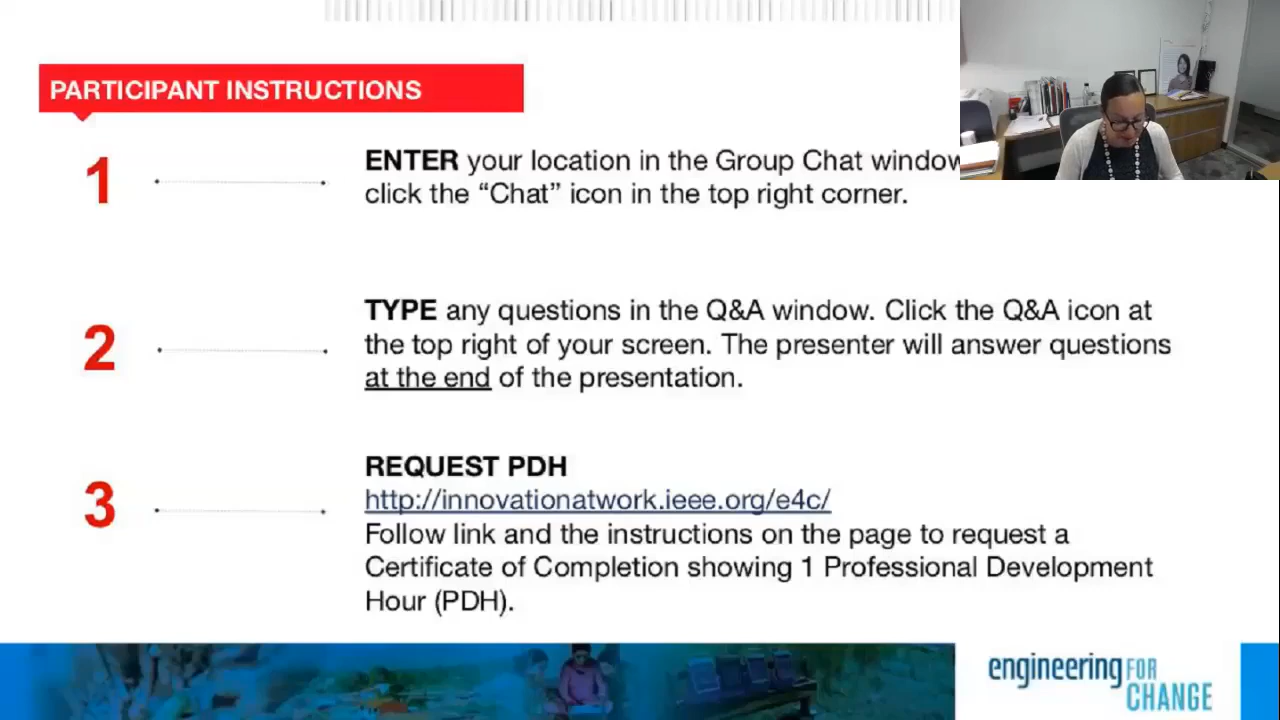 PARTICIPANT INSTRUCTIONS
1
ENTER your location in the Group Chat window
click the “Chat” icon in the top right corner.
2
TYPE any questions in the Q&A window. Click the Q&A icon at
the top right of your screen. The presenter will answer questions
at the end of the presentation.
3
REQUEST PDH
http://innovationatwork.ieee.org/e4c/
Follow link and the instructions on the page to request a
Certificate of Completion showing 1 Professional Development
Hour (PDH).
engineering FOR
CHANGE